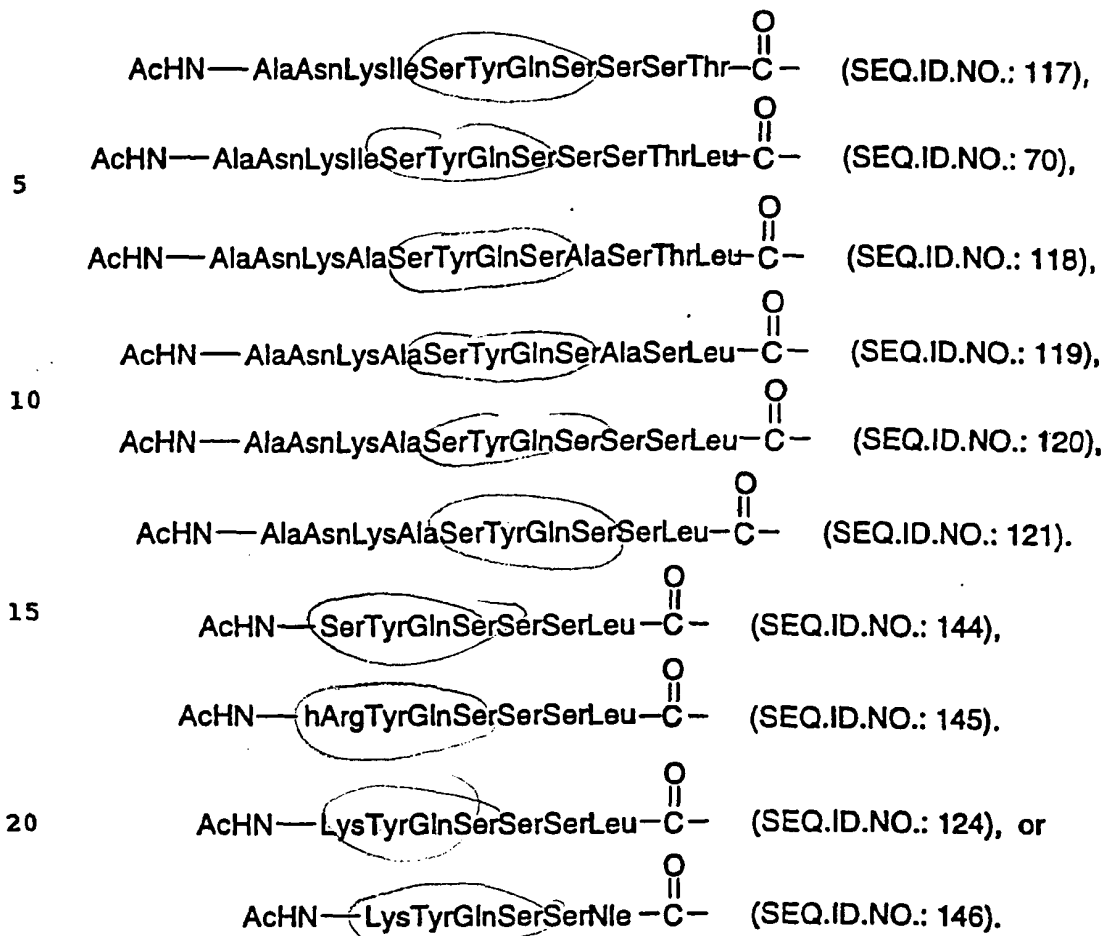 O
AcHN—AlaAsnLysIleSerTyrGlnSerSerSerThr—C— (SEQ.ID.NO.: 117),
O
AcHN—AlaAsnLysIleSerTyrGlnSerSerSerThrLeu—C— (SEQ.ID.NO.: 70),
5
O
AcHN—AlaAsnLysAlaSerTyrGlnSerAlaSerThrLeu—C— (SEQ.ID.NO.: 118),
O
AcHN—AlaAsnLysAlaSerTyrGlnSerAlaSerLeu—C— (SEQ.ID.NO.: 119),
10
O
AcHN—AlaAsnLysAlaSerTyrGlnSerSerSerLeu—C— (SEQ.ID.NO.: 120),
O
AcHN—AlaAsnLysAlaSerTyrGlnSerSerLeu—C— (SEQ.ID.NO.: 121).
15
O
AcHN—SerTyrGlnSerSerSerLeu—C— (SEQ.ID.NO.: 144),
O
AcHN—hArgTyrGlnSerSerSerLeu—C— (SEQ.ID.NO.: 145).
O
20 AcHN—LysTyrGlnSerSerSerLeu—C— (SEQ.ID.NO.: 124), or
O
AcHN—LysTyrGlnSerSerNle—C— (SEQ.ID.NO.: 146).